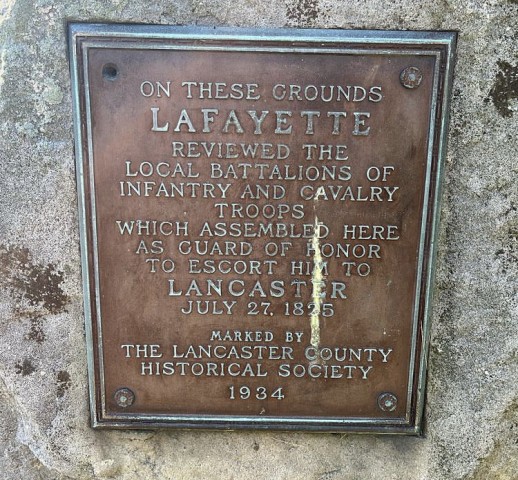 ON THESE GROUNDS
LAFAYETTE
REVIEWED THE
LOCAL BATTALIONS OF
INFANTRY AND CAVALRY
TROOPS
WHICH ASSEMBLED HERE
AS GUARD OF HONOR
TO ESCORT HIM TO
LANCASTER
JULY 27, 1825
MARKED BY
THE LANCASTER COUNTY
HISTORICAL SOCIETY
1934